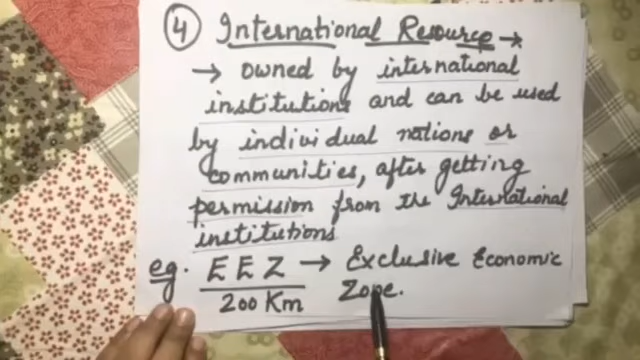 ④ International Resource →
→ owned by international
institutions and can be used
by individual nations or
communities, after getting
permission from the International
institutions
eg. EEZ → Exclusive Economic
200 Km Zone.